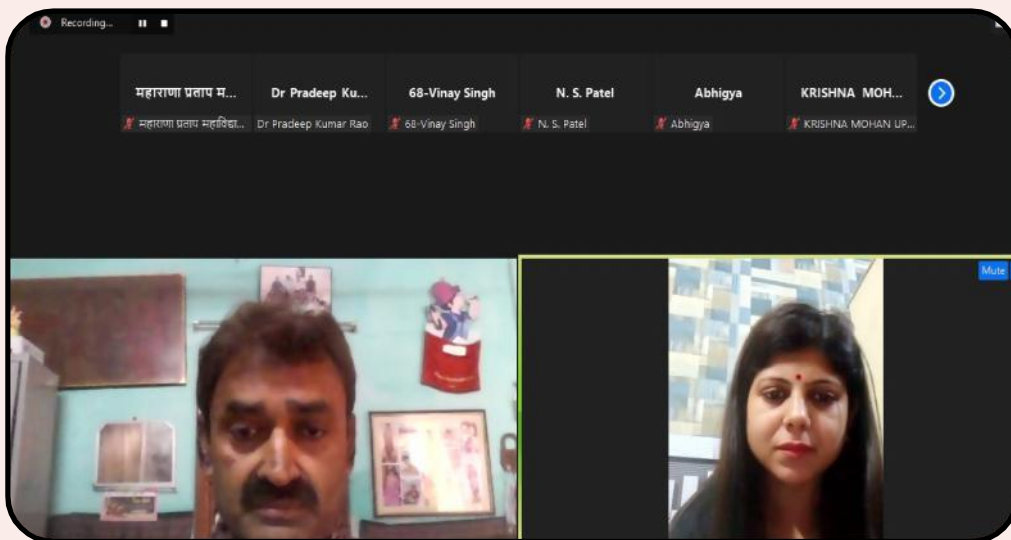 Recording...
महाराणा प्रताप म... Dr Pradeep Ku... 68-Vinay Singh N. S. Patel Abhigya KRISHNA MOH...
महाराणा प्रताप महाविद्या... Dr Pradeep Kumar Rao 68-Vinay Singh N. S. Patel Abhigya KRISHNA MOHAN UP...
Mute